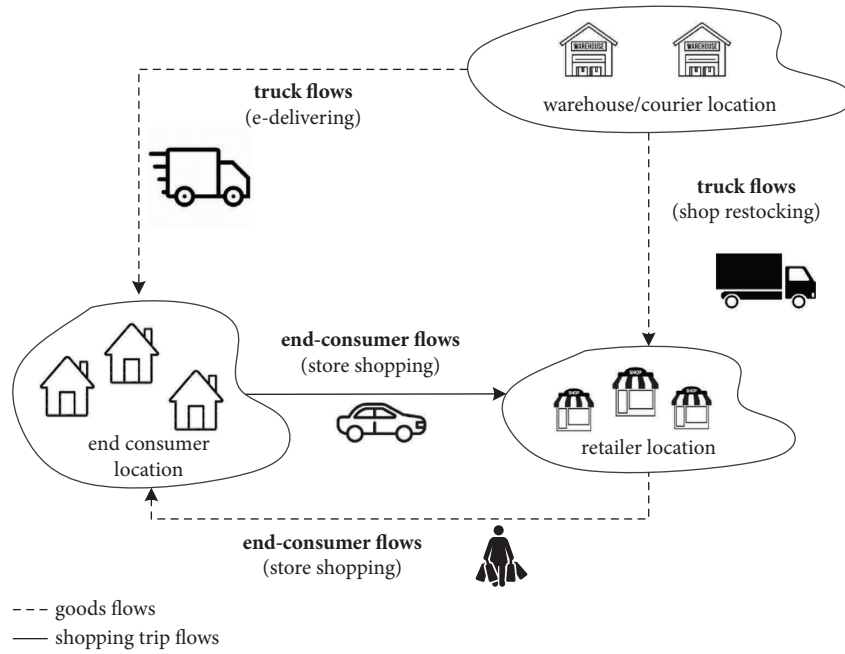 WAREHOUSE
WAREHOUSE
warehouse/courier location
truck flows
(e-delivering)
truck flows
(shop restocking)
end-consumer flows
(store shopping)
SHOP
SHOP
SHOP
end consumer
location
retailer location
end-consumer flows
(store shopping)
goods flows
shopping trip flows